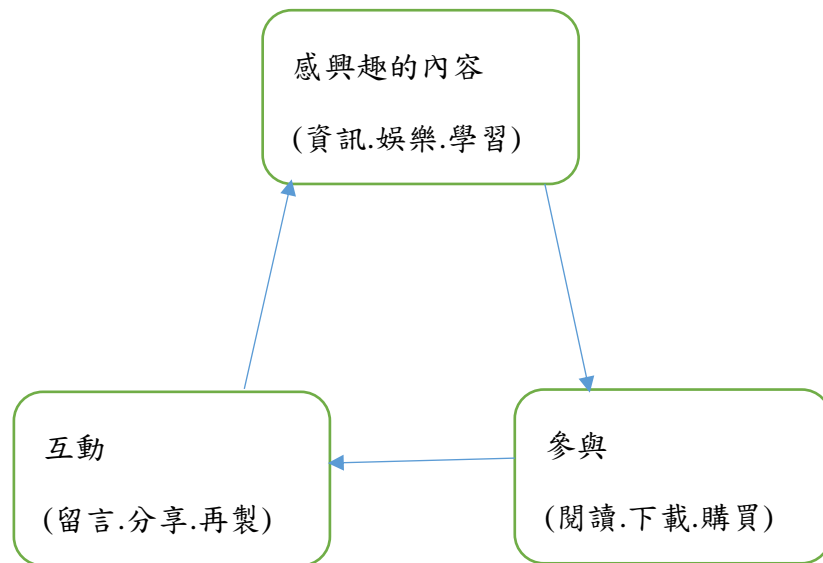 感興趣的內容
(資訊.娛樂.學習)
互動
(留言.分享.再製)
參與
(閱讀.下載.購買)